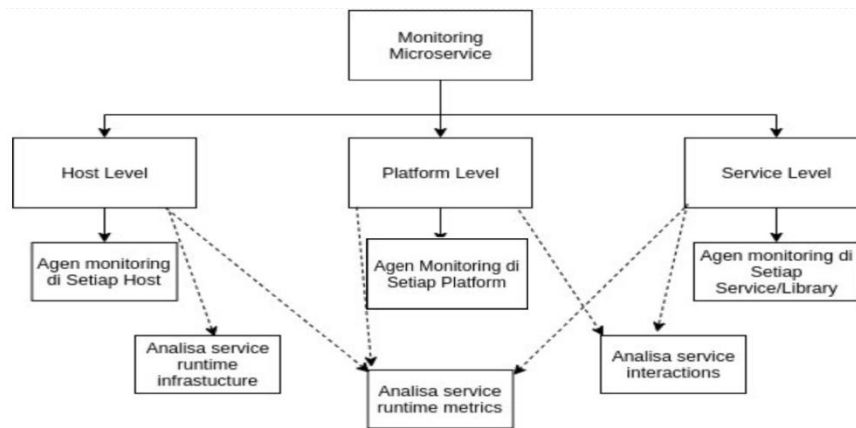 Monitoring
Microservice
Host Level
Platform Level
Service Level
Agen monitoring
di Setiap Host
Agen Monitoring di
Setiap Platform
Agen monitoring di
Setiap
Service/Library
Analisa service
runtime
infrastucture
Analisa service
runtime metrics
Analisa service
interactions